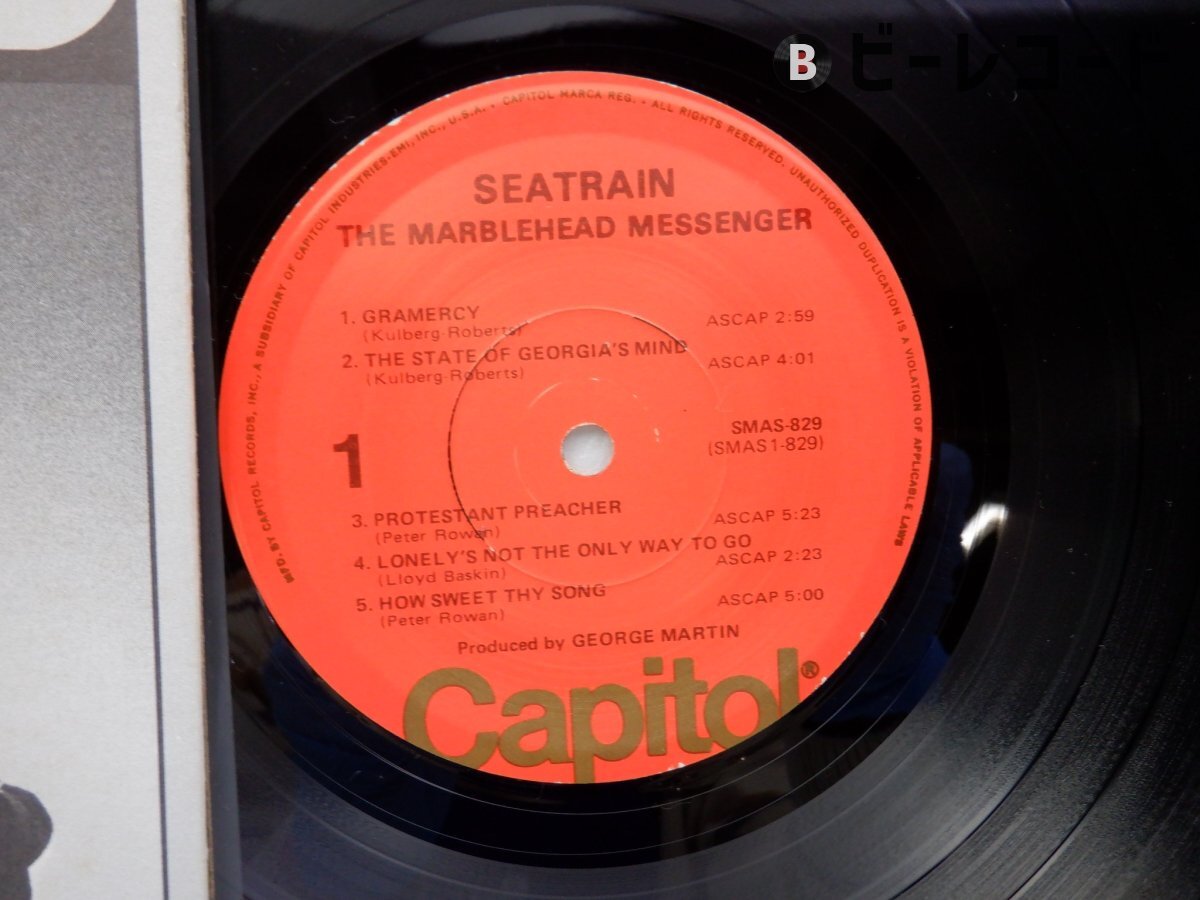 B ビーレコード
MFD. BY CAPITOL RECORDS, INC., A SUBSIDIARY OF CAPITOL INDUSTRIES-EMI, INC., U.S.A. • CAPITOL MARCA REG. • ALL RIGHTS RESERVED. UNAUTHORIZED DUPLICATION IS A VIOLATION OF APPLICABLE LAWS
SEATRAIN
THE MARBLEHEAD MESSENGER
1. GRAMERCY ASCAP 2:59
(Kulberg-Roberts)
2. THE STATE OF GEORGIA'S MIND ASCAP 4:01
(Kulberg-Roberts)
SMAS-829
1 (SMAS1-829)
3. PROTESTANT PREACHER ASCAP 5:23
(Peter Rowan)
4. LONELY'S NOT THE ONLY WAY TO GO
(Lloyd Baskin) ASCAP 2:23
5. HOW SWEET THY SONG ASCAP 5:00
(Peter Rowan)
Produced by GEORGE MARTIN
Capitol®